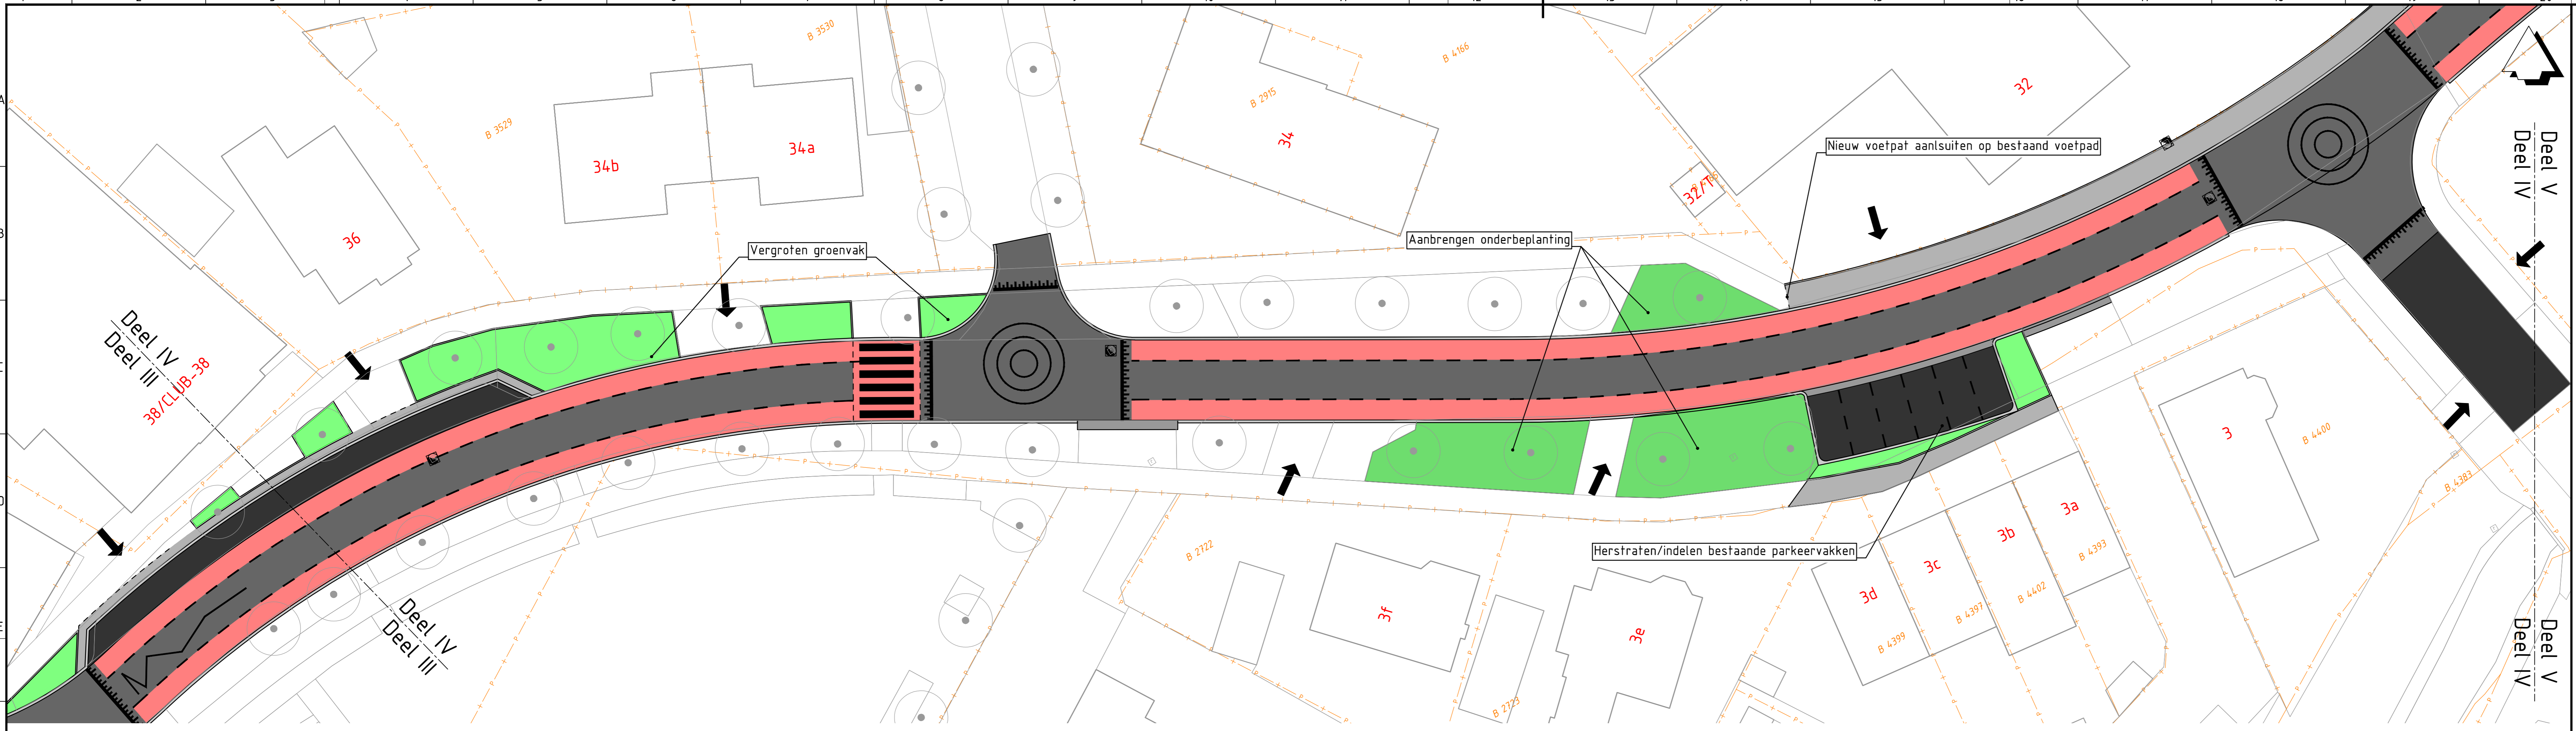 B 3530
B 4166
B 3529
B 2915
34b
34a
34
32
32/T
36
Nieuw voetpat aanlsuiten op bestaand voetpad
Vergroten groenvak
Aanbrengen onderbeplanting
Deel V
Deel IV
Deel IV
Deel III
38/CLUB-38
3
B 4400
B 4383
Herstraten/indelen bestaande parkeervakken
3a
3b
3c
3d
3e
3f
B 2722
B 4393
B 4402
B 4397
B 4399
B 2723
Deel IV
Deel III
Deel V
Deel IV